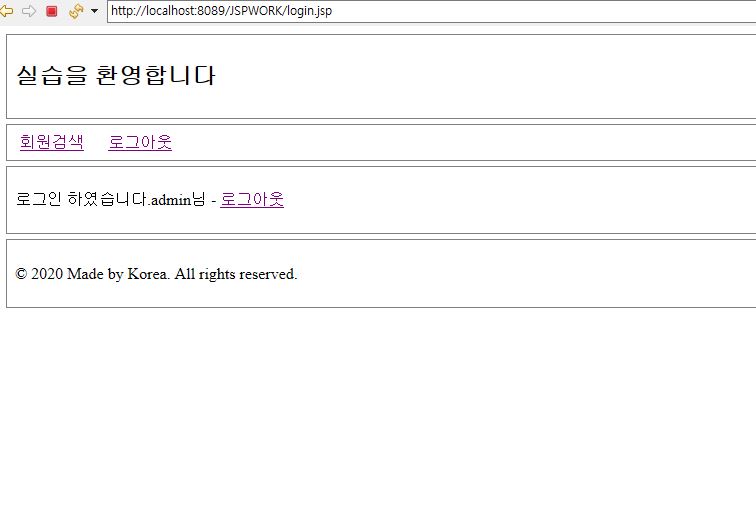 http://localhost:8089/JSPWORK/login.jsp
실습을 환영합니다
회원검색 로그아웃
로그인 하였습니다.admin님 - 로그아웃
© 2020 Made by Korea. All rights reserved.